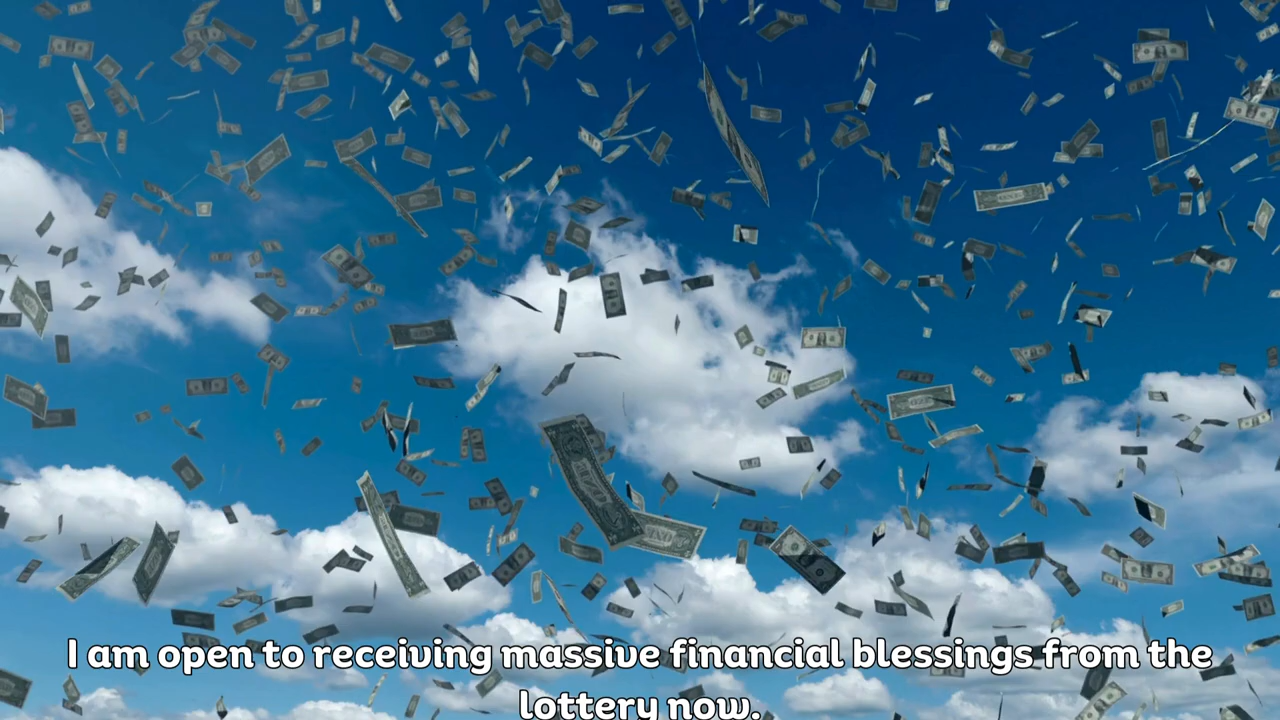 I am open to receiving massive financial blessings from the
lottery now.